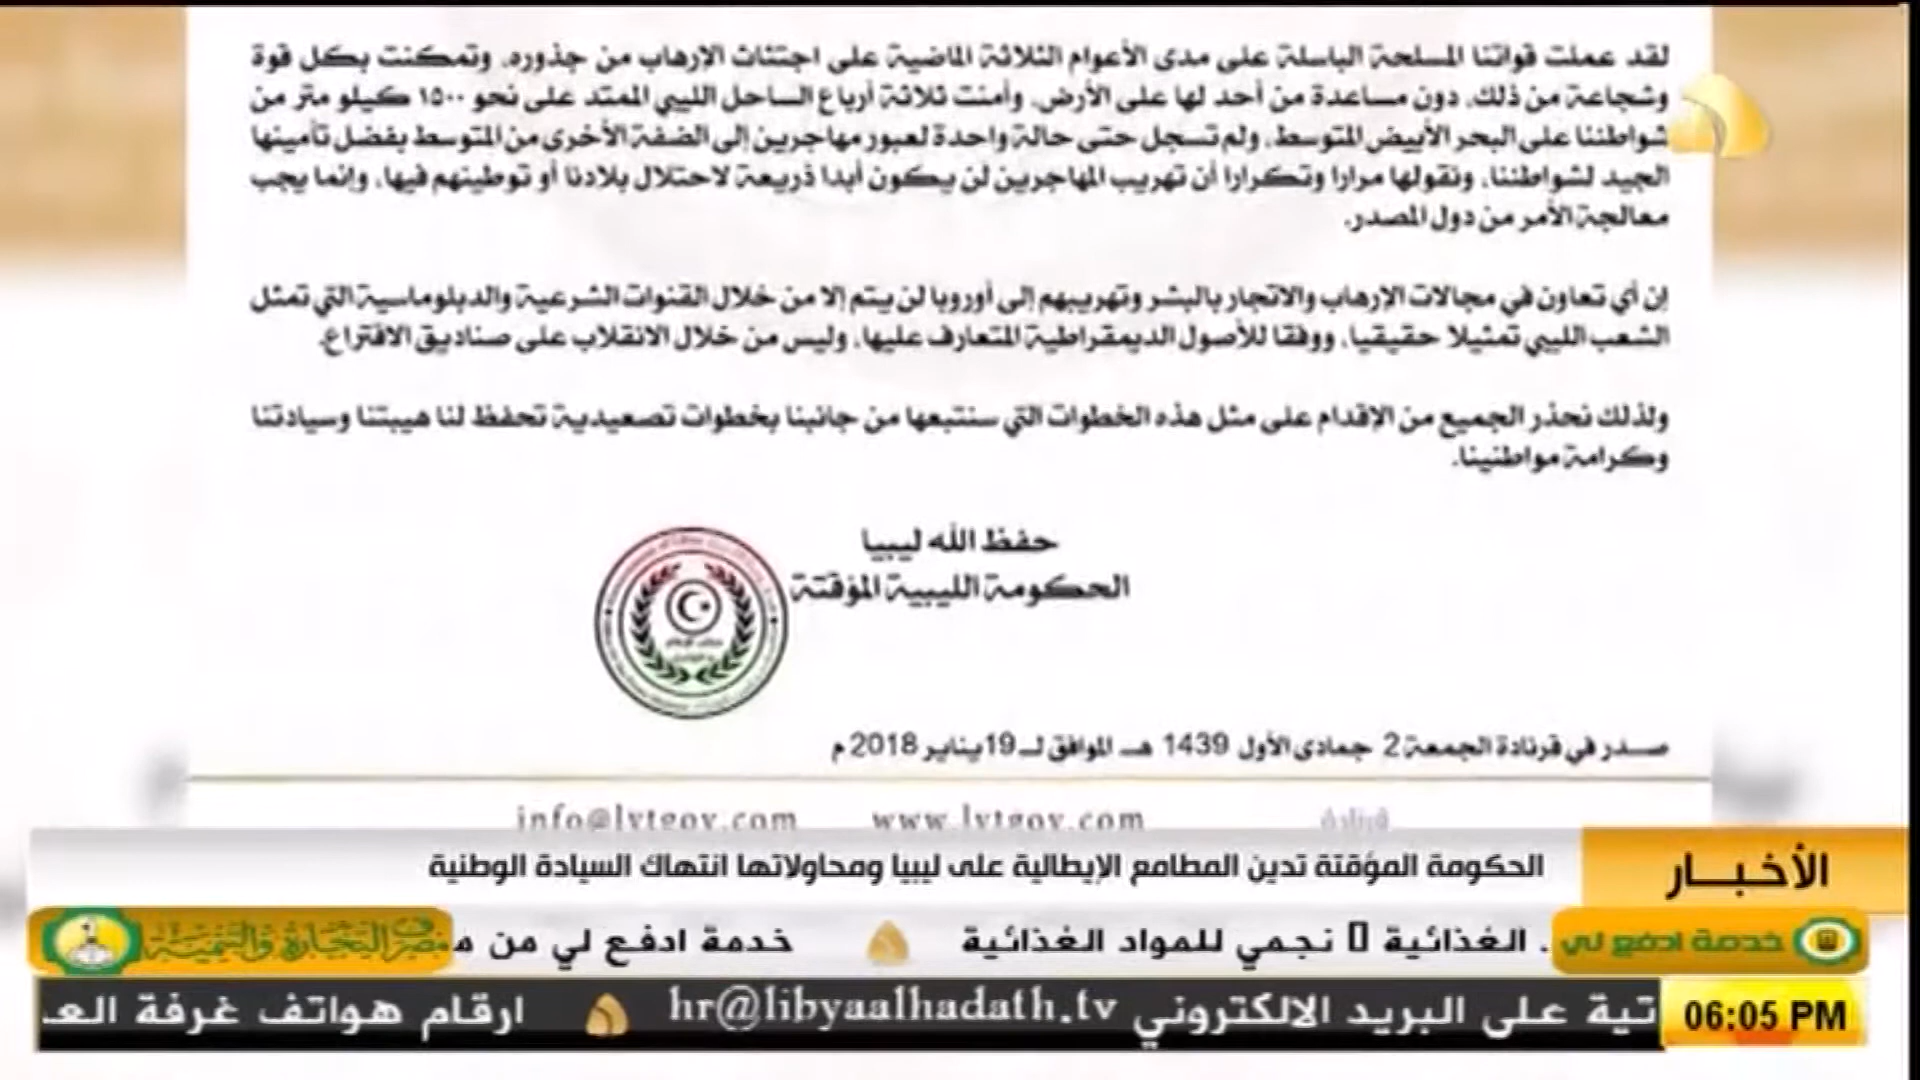 لقد عملت قواتنا المسلحة الباسلة على مدى الأعوام الثلاثة الماضية على اجتثاث الإرهاب من جذوره، وتمكنت بكل قوة
وشجاعة من ذلك، دون مساعدة من أحد لها على الأرض، وأمنت ثلاثة أرباع الساحل الليبي الممتد على نحو ١٥٠٠ كيلو متر من
شواطئنا على البحر الأبيض المتوسط، ولم تسجل حتى حالة واحدة لعبور مهاجرين إلى الضفة الأخرى من المتوسط بفضل تأمينها
الجيد لشواطئنا، ونقولها مرارا وتكرارا أن تهريب المهاجرين لن يكون أبدا ذريعة لاحتلال بلادنا أو توطينهم فيها، وإنما يجب
معالجة الأمر من دول المصدر.
إن أي تعاون في مجالات الإرهاب والاتجار بالبشر وتهريبهم إلى أوروبا لن يتم إلا من خلال القنوات الشرعية والدبلوماسية التي تمثل
الشعب الليبي تمثيلا حقيقيا، ووفقا للأصول الديمقراطية المتعارف عليها، وليس من خلال الانقلاب على صناديق الاقتراع.
ولذلك نحذر الجميع من الإقدام على مثل هذه الخطوات التي سنتبعها من جانبنا بخطوات تصعيدية تحفظ لنا هيبتنا وسيادتنا
وكرامة مواطنينا.
حفظ الله ليبيا
الحكومة الليبية المؤقتة
صدر في قرنادة الجمعة 2 جمادى الأول 1439 هـ الموافق لـ 19 يناير 2018 م
قرنادة www.lytgov.com info@lytgov.com
الأخبار
الحكومة المؤقتة تدين المطامع الإيطالية على ليبيا ومحاولاتها انتهاك السيادة الوطنية
خدمة ادفع لي
. الغذائية ▯ نجمي للمواد الغذائية خدمة ادفع لي من م
مصرف التجارة والتنمية
06:05 PM
تية على البريد الالكتروني hr@libyaalhadath.tv ارقام هواتف غرفة العـ